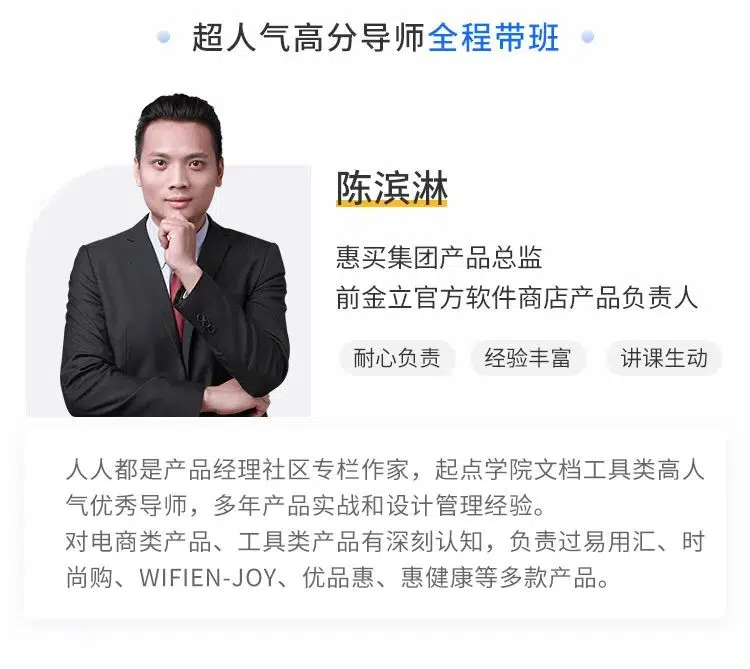 超人气高分导师全程带班
陈滨淋
惠买集团产品总监
前金立官方软件商店产品负责人
耐心负责 经验丰富 讲课生动
人人都是产品经理社区专栏作家，起点学院文档工具类高人
气优秀导师，多年产品实战和设计管理经验。
对电商类产品、工具类产品有深刻认知，负责过易用汇、时
尚购、WIFIEN-JOY、优品惠、惠健康等多款产品。